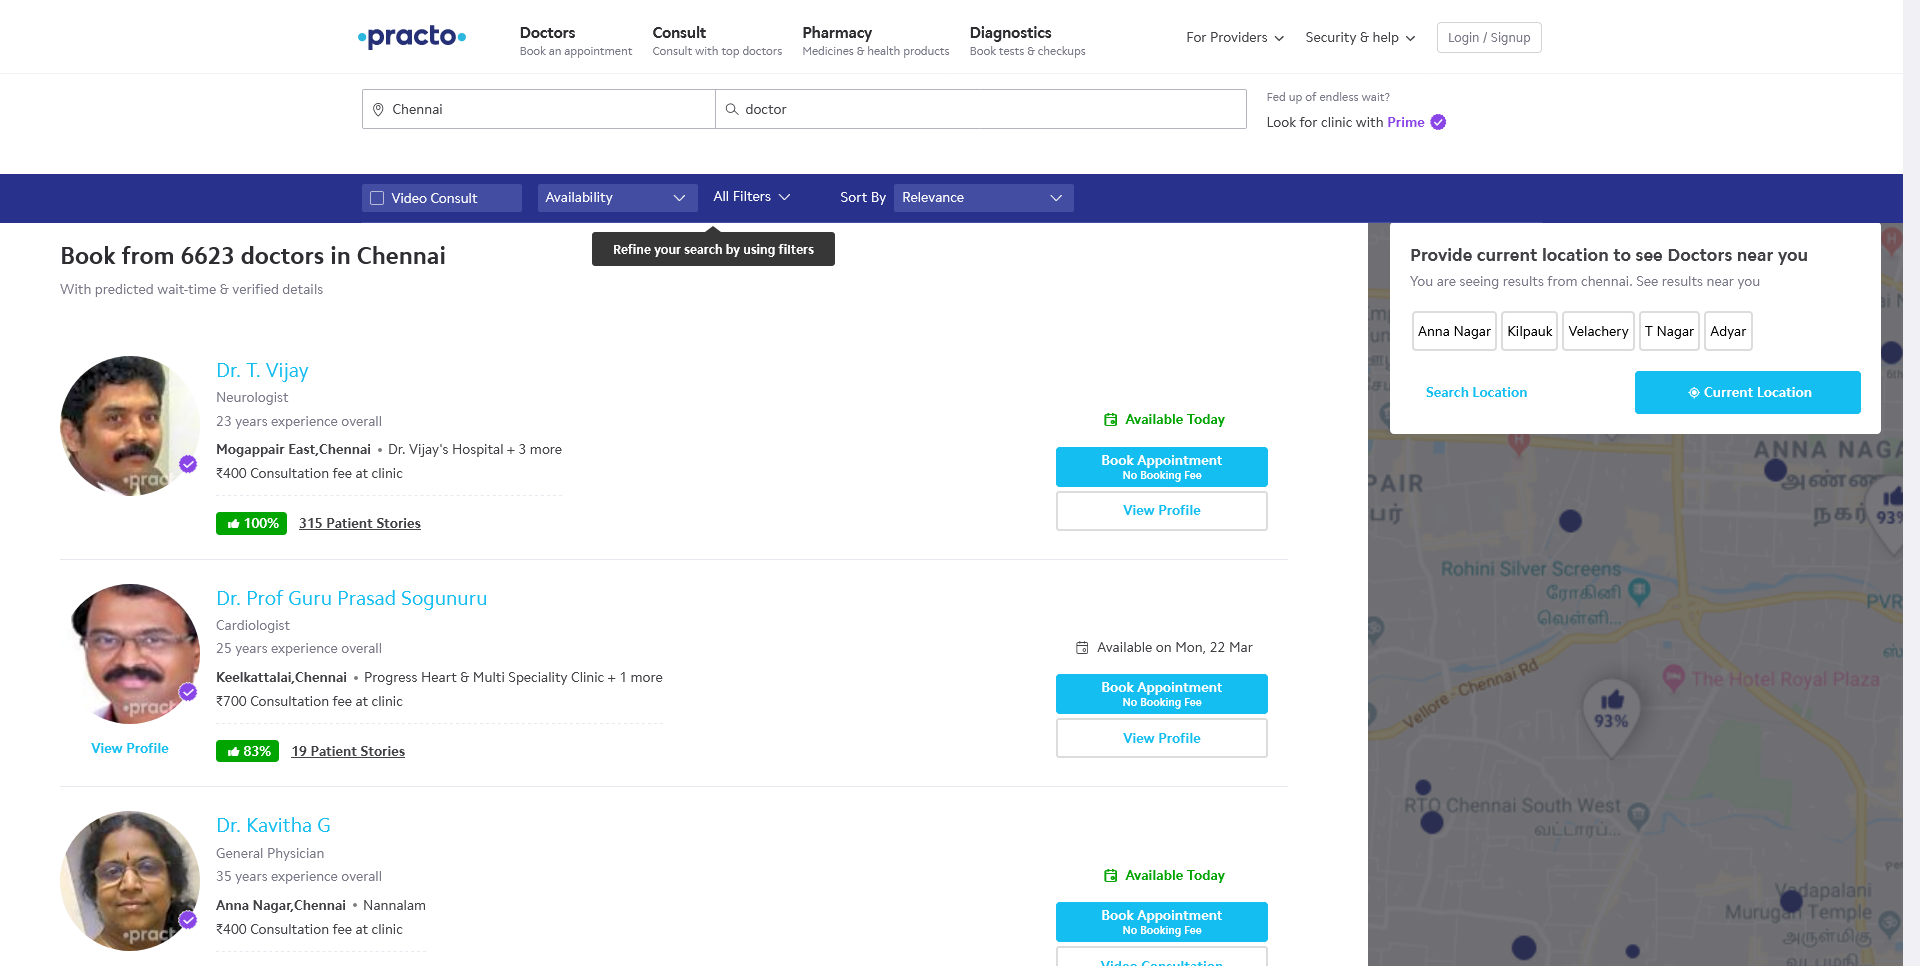 practo
Doctors
Book an appointment
Consult
Consult with top doctors
Pharmacy
Medicines & health products
Diagnostics
Book tests & checkups
For Providers
Security & help
Login / Signup
Chennai
doctor
Fed up of endless wait?
Look for clinic with Prime
Video Consult
Availability
All Filters
Sort By
Relevance
Refine your search by using filters
Book from 6623 doctors in Chennai
With predicted wait-time & verified details
Dr. T. Vijay
Neurologist
23 years experience overall
Mogappair East,Chennai • Dr. Vijay's Hospital + 3 more
₹400 Consultation fee at clinic
100% 315 Patient Stories
Available Today
Book Appointment
No Booking Fee
View Profile
Dr. Prof Guru Prasad Sogunuru
Cardiologist
25 years experience overall
Keelkattalai,Chennai • Progress Heart & Multi Speciality Clinic + 1 more
₹700 Consultation fee at clinic
View Profile
83% 19 Patient Stories
Available on Mon, 22 Mar
Book Appointment
No Booking Fee
View Profile
Dr. Kavitha G
General Physician
35 years experience overall
Anna Nagar,Chennai • Nannalam
₹400 Consultation fee at clinic
Available Today
Book Appointment
No Booking Fee
Video Consultation
Provide current location to see Doctors near you
You are seeing results from chennai. See results near you
Anna Nagar
Kilpauk
Velachery
T Nagar
Adyar
Search Location
Current Location
ANNA NAGA
அண்ண
நகர்
93%
PAIR
பர்
Rohini Silver Screens
ரோகினி
வெள்ளி...
PVR
Vellore - Chennai Rd
The Hotel Royal Plaza
93%
RTO Chennai South West
வட்டாரப்...
Vadapalani
Murugan Temple
அருள்மிகு